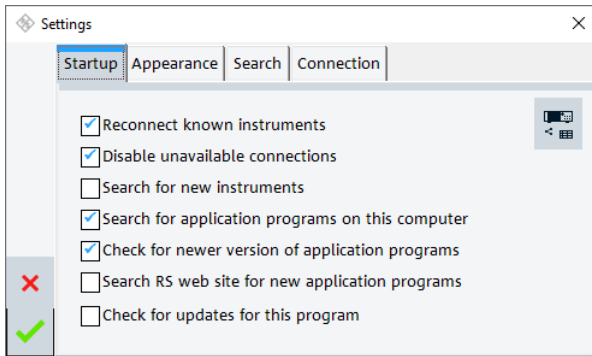 Settings
Startup Appearance Search Connection
Reconnect known instruments
Disable unavailable connections
Search for new instruments
Search for application programs on this computer
Check for newer version of application programs
Search RS web site for new application programs
Check for updates for this program